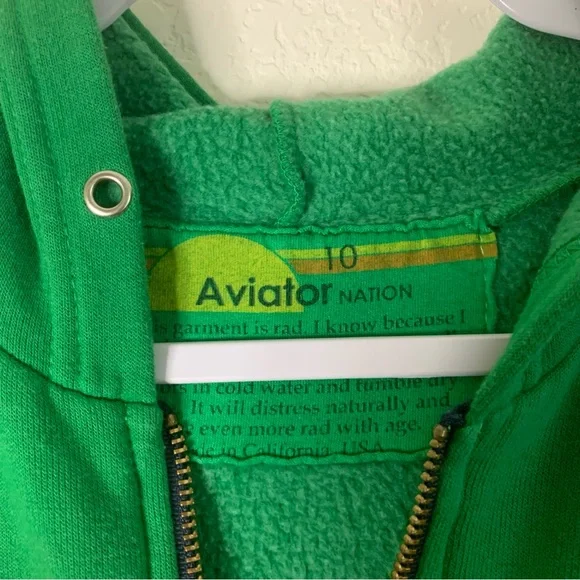 10
Aviator NATION
garment is rad. I know because I
in cold water and tumble dry
It will distress naturally and
even more rad with age.
in California, USA